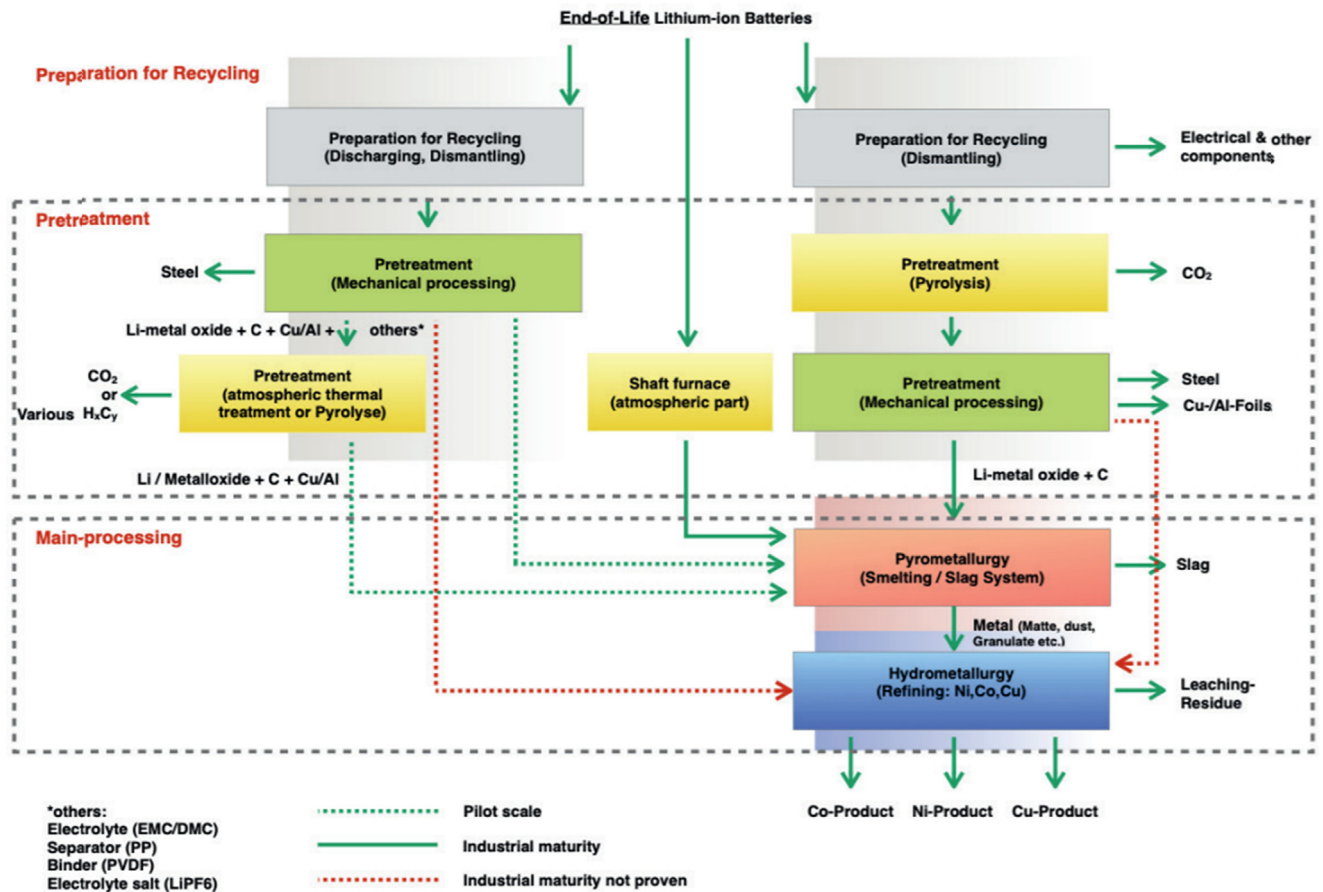 End-of-Life Lithium-ion Batteries
Preparation for Recycling
Preparation for Recycling
(Discharging, Dismantling)
Preparation for Recycling
(Dismantling)
Electrical & other
components
Pretreatment
Steel
Pretreatment
(Mechanical processing)
Pretreatment
(Pyrolysis)
CO₂
Li-metal oxide + C + Cu/Al + others*
CO₂
or
Various HₓCᵧ
Pretreatment
(atmospheric thermal
treatment or Pyrolyse)
Shaft furnace
(atmospheric part)
Pretreatment
(Mechanical processing)
Steel
Cu-/Al-Foils
Li / Metalloxide + C + Cu/Al
Li-metal oxide + C
Main-processing
Pyrometallurgy
(Smelting / Slag System)
Slag
Metal (Matte, dust,
Granulate etc.)
Hydrometallurgy
(Refining: Ni,Co,Cu)
Leaching-
Residue
Co-Product Ni-Product Cu-Product
*others:
Electrolyte (EMC/DMC)
Separator (PP)
Binder (PVDF)
Electrolyte salt (LiPF6)
Pilot scale
Industrial maturity
Industrial maturity not proven